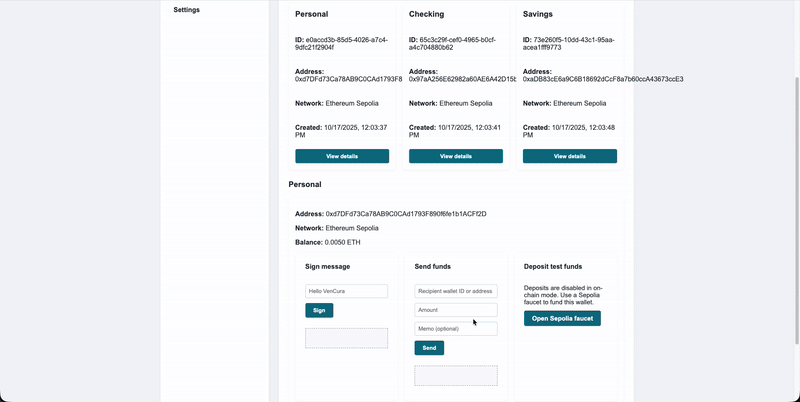 Settings
Personal
Checking
Savings
ID: e0accd3b-85d5-4026-a7c4-
9dfc21f2904f
ID: 65c3c29f-cef0-4965-b0cf-
a4c704880b62
ID: 73e260f5-10dd-43c1-95aa-
acea1fff9773
Address:
0xd7DFd73Ca78AB9C0CAd1793F8
Address:
0x97aA256E62982a60AE6A42D15b
Address:
0xaDB83cE6a9C6B18692dCcF8a7b60ccA43673ccE3
Network: Ethereum Sepolia
Network: Ethereum Sepolia
Network: Ethereum Sepolia
Created: 10/17/2025, 12:03:37
PM
Created: 10/17/2025, 12:03:41
PM
Created: 10/17/2025, 12:03:48
PM
View details
View details
View details
Personal
Address: 0xd7DFd73Ca78AB9C0CAd1793F890f6fe1b1ACFf2D
Network: Ethereum Sepolia
Balance: 0.0050 ETH
Sign message
Hello VenCura
Sign
Send funds
Recipient wallet ID or address
Amount
Memo (optional)
Send
Deposit test funds
Deposits are disabled in on-
chain mode. Use a Sepolia
faucet to fund this wallet.
Open Sepolia faucet